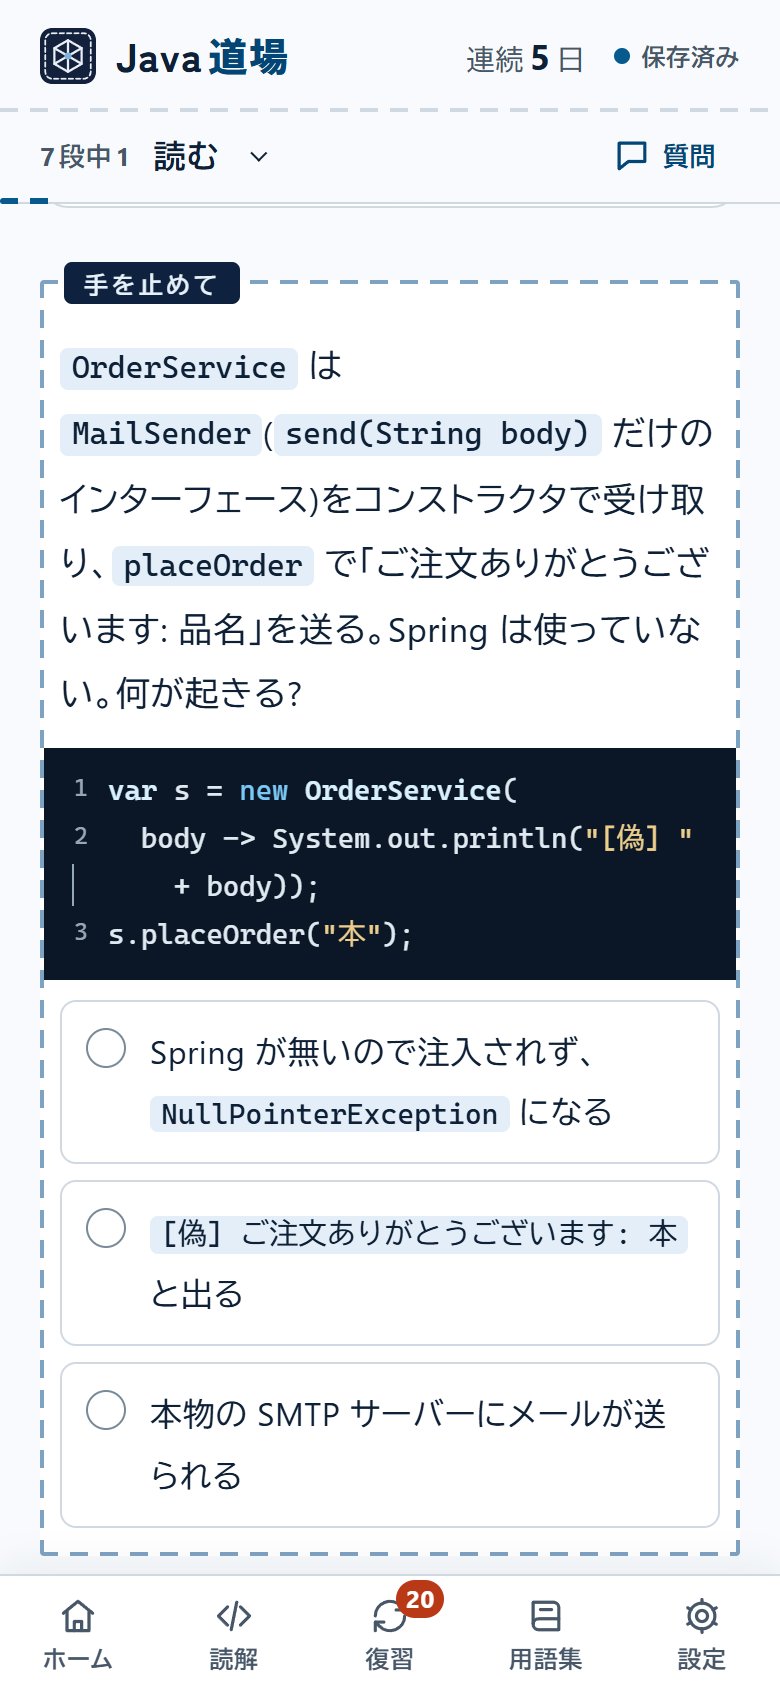 Java道場
連続 5 日
保存済み
7段中1 読む
質問
手を止めて
OrderService は
MailSender(send(String body) だけの
インターフェース)をコンストラクタで受け取
り、placeOrder で「ご注文ありがとうござ
います: 品名」を送る。Spring は使っていな
い。何が起きる?
1 var s = new OrderService(
2 body -> System.out.println("[偽] "
+ body));
3 s.placeOrder("本");
Spring が無いので注入されず、
NullPointerException になる
[偽] ご注文ありがとうございます: 本
と出る
本物の SMTP サーバーにメールが送
られる
20
ホーム 読解 復習 用語集 設定